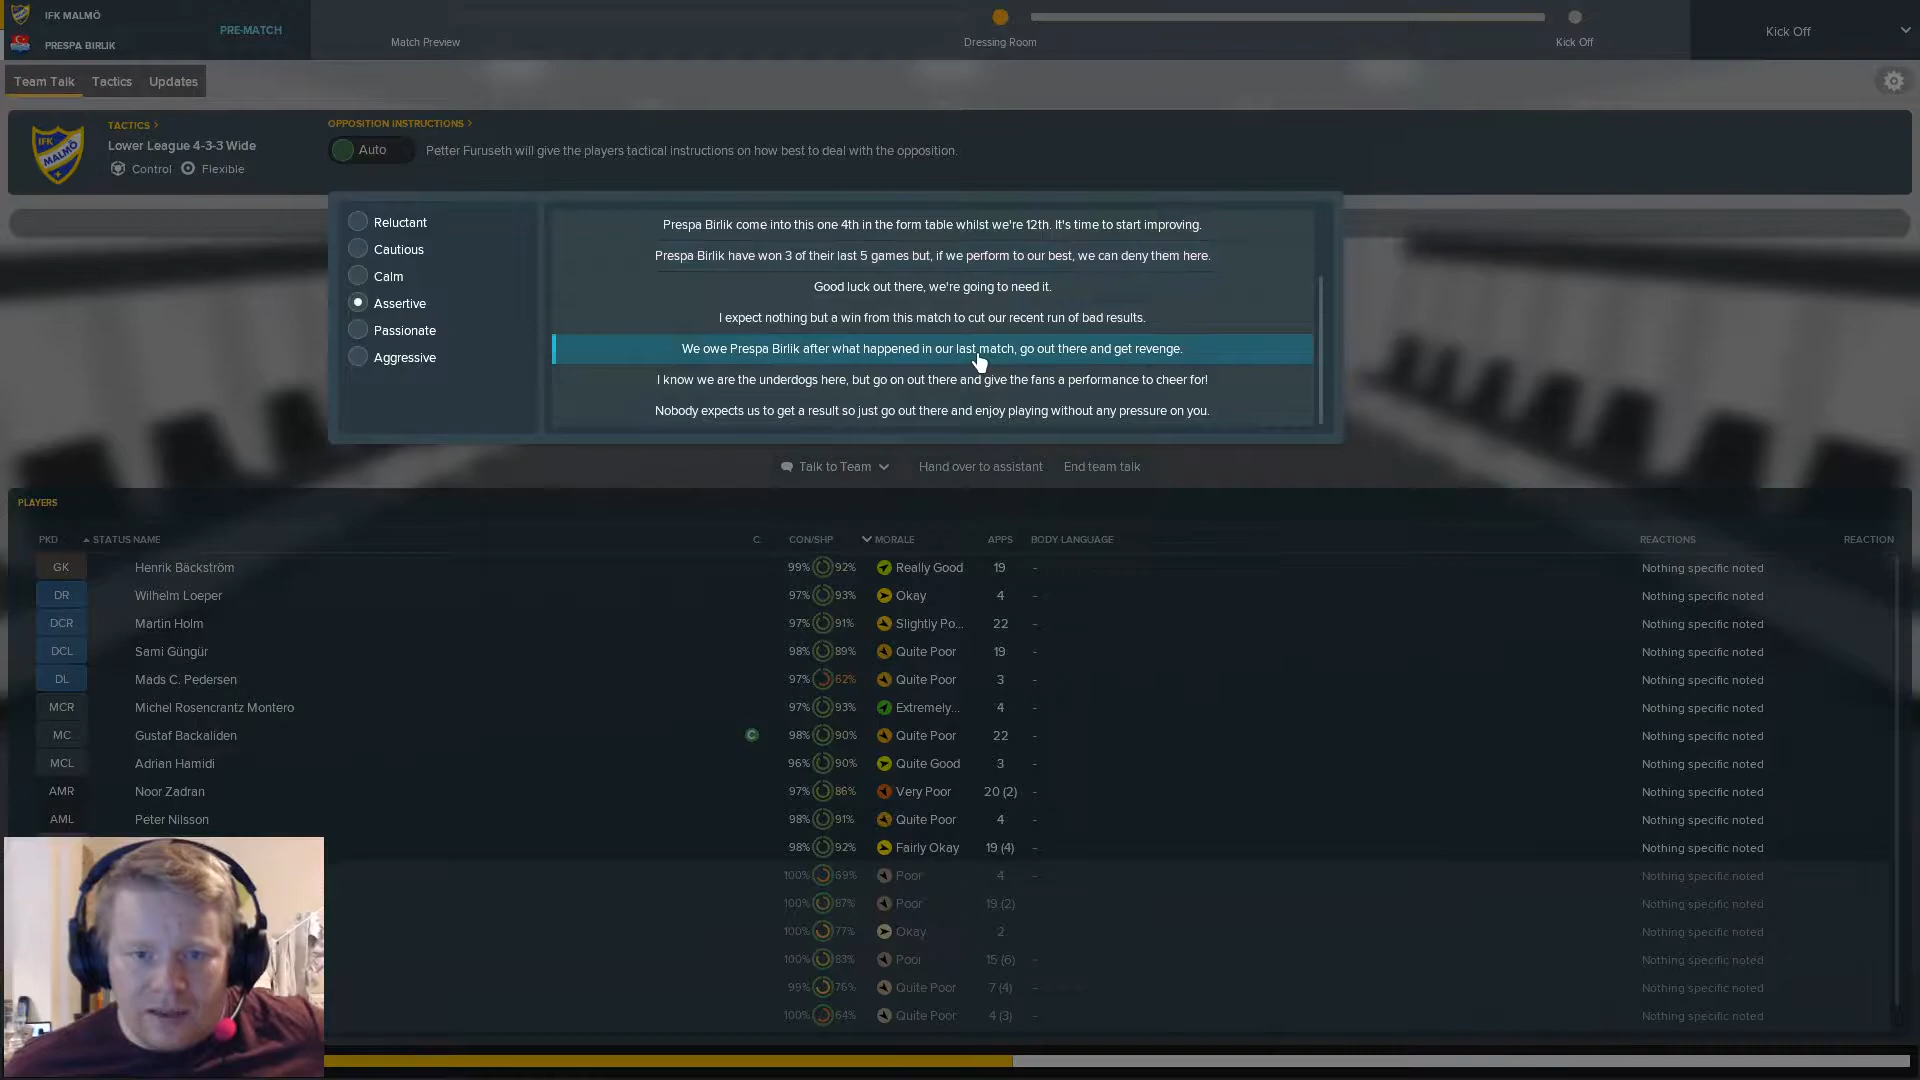 IFK MALMÖ
PRESPA BIRLIK
PRE-MATCH
Match Preview
Dressing Room
Kick Off
Kick Off
Team Talk Tactics Updates
IFK MALMÖ
TACTICS >
Lower League 4-3-3 Wide
Control Flexible
OPPOSITION INSTRUCTIONS >
Auto Petter Furuseth will give the players tactical instructions on how best to deal with the opposition.
Reluctant
Cautious
Calm
Assertive
Passionate
Aggressive
Prespa Birlik come into this one 4th in the form table whilst we're 12th. It's time to start improving.
Prespa Birlik have won 3 of their last 5 games but, if we perform to our best, we can deny them here.
Good luck out there, we're going to need it.
I expect nothing but a win from this match to cut our recent run of bad results.
We owe Prespa Birlik after what happened in our last match, go out there and get revenge.
I know we are the underdogs here, but go on out there and give the fans a performance to cheer for!
Nobody expects us to get a result so just go out there and enjoy playing without any pressure on you.
Talk to Team Hand over to assistant End team talk
PLAYERS
PKD STATUS NAME C. CON/SHP MORALE APPS BODY LANGUAGE REACTIONS REACTION
GK Henrik Bäckström 99% 92% Really Good 19 - Nothing specific noted
DR Wilhelm Loeper 97% 93% Okay 4 - Nothing specific noted
DCR Martin Holm 97% 91% Slightly Po... 22 - Nothing specific noted
DCL Sami Güngür 98% 89% Quite Poor 19 - Nothing specific noted
DL Mads C. Pedersen 97% 62% Quite Poor 3 - Nothing specific noted
MCR Michel Rosencrantz Montero 97% 93% Extremely... 4 - Nothing specific noted
MC Gustaf Backaliden C 98% 90% Quite Poor 22 - Nothing specific noted
MCL Adrian Hamidi 96% 90% Quite Good 3 - Nothing specific noted
AMR Noor Zadran 97% 86% Very Poor 20 (2) - Nothing specific noted
AML Peter Nilsson 98% 91% Quite Poor 4 - Nothing specific noted
98% 92% Fairly Okay 19 (4) - Nothing specific noted
100% 69% Poor 4 - Nothing specific noted
100% 87% Poor 19 (2) Nothing specific noted
100% 77% Okay 2 Nothing specific noted
100% 83% Poor 15 (6) Nothing specific noted
99% 76% Quite Poor 7 (4) Nothing specific noted
100% 64% Quite Poor 4 (3) Nothing specific noted